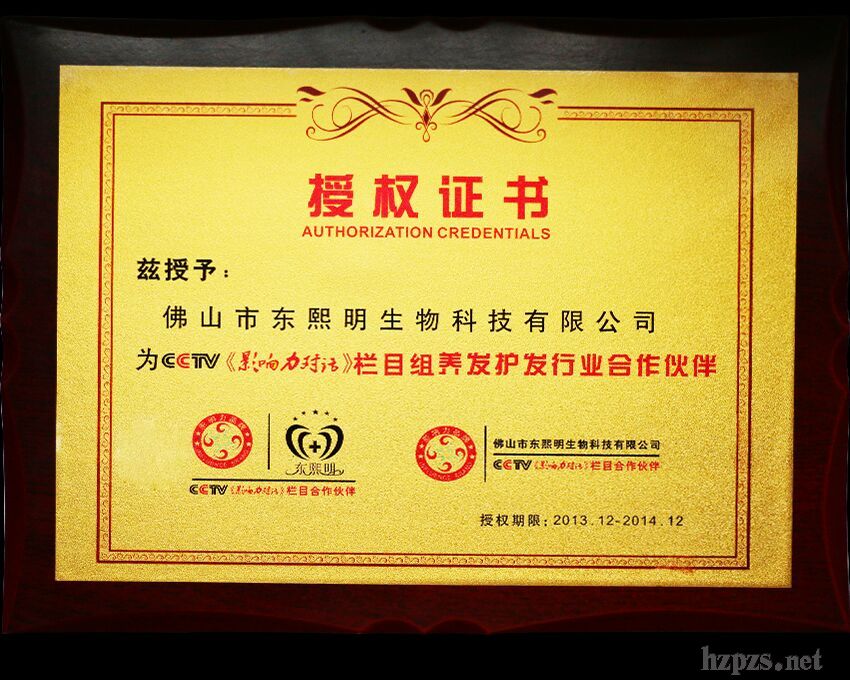 授权证书
AUTHORIZATION CREDENTIALS
兹授予：
佛山市东熙明生物科技有限公司
为CCTV《影响力对话》栏目组养发护发行业合作伙伴
东熙明
CCTV《影响力对话》栏目合作伙伴
佛山市东熙明生物科技有限公司
CCTV《影响力对话》栏目合作伙伴
授权期限：2013.12-2014.12
hzpzs.net